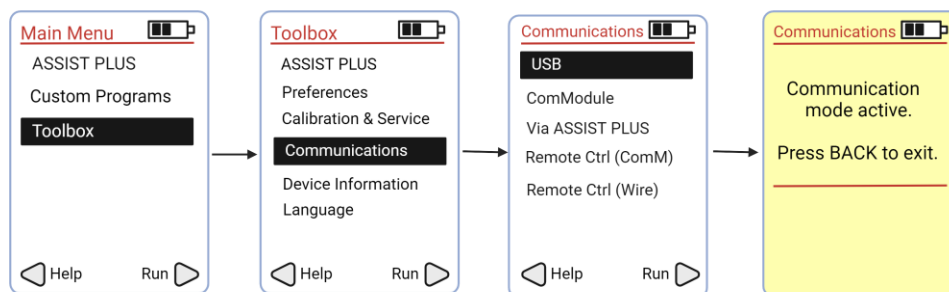 Main Menu
ASSIST PLUS
Custom Programs
Toolbox
Help
Run
Toolbox
ASSIST PLUS
Preferences
Calibration & Service
Communications
Device Information
Language
Help
Run
Communications
USB
ComModule
Via ASSIST PLUS
Remote Ctrl (ComM)
Remote Ctrl (Wire)
Help
Run
Communications
Communication
mode active.
Press BACK to exit.